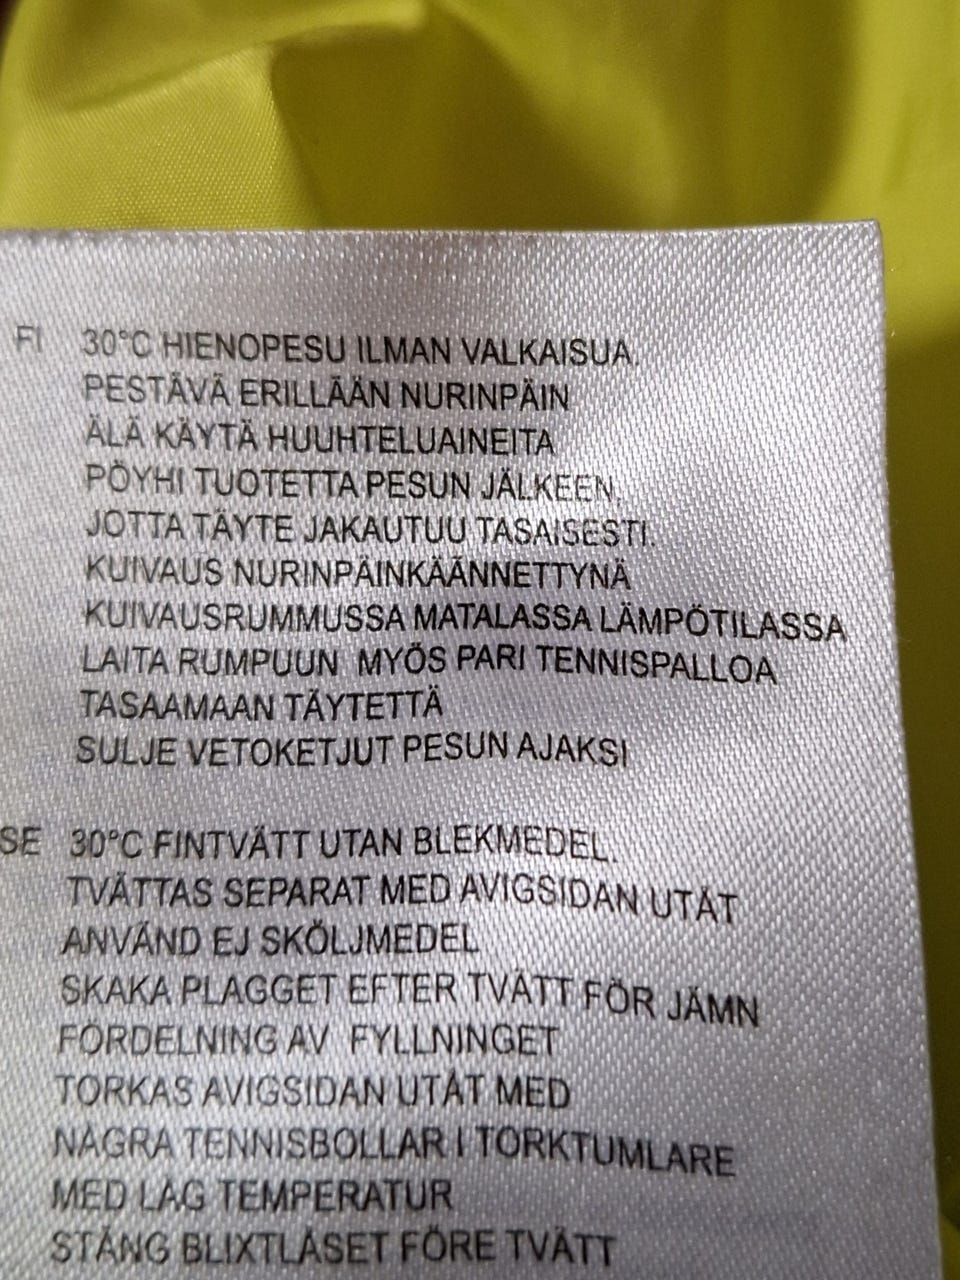 FI 30°C HIENOPESU ILMAN VALKAISUA.
PESTÄVÄ ERILLÄÄN NURINPÄIN
ÄLÄ KÄYTÄ HUUHTELUAINEITA
PÖYHI TUOTETTA PESUN JÄLKEEN,
JOTTA TÄYTE JAKAUTUU TASAISESTI.
KUIVAUS NURINPÄINKÄÄNNETTYNÄ
KUIVAUSRUMMUSSA MATALASSA LÄMPÖTILASSA
LAITA RUMPUUN MYÖS PARI TENNISPALLOA
TASAAMAAN TÄYTETTÄ
SULJE VETOKETJUT PESUN AJAKSI
SE 30°C FINTVÄTT UTAN BLEKMEDEL.
TVÄTTAS SEPARAT MED AVIGSIDAN UTÅT
ANVÄND EJ SKÖLJMEDEL
SKAKA PLAGGET EFTER TVÄTT FÖR JÄMN
FÖRDELNING AV FYLLNINGET
TORKAS AVIGSIDAN UTÅT MED
NÅGRA TENNISBOLLAR I TORKTUMLARE
MED LÅG TEMPERATUR
STÄNG BLIXTLÅSET FÖRE TVÄTT